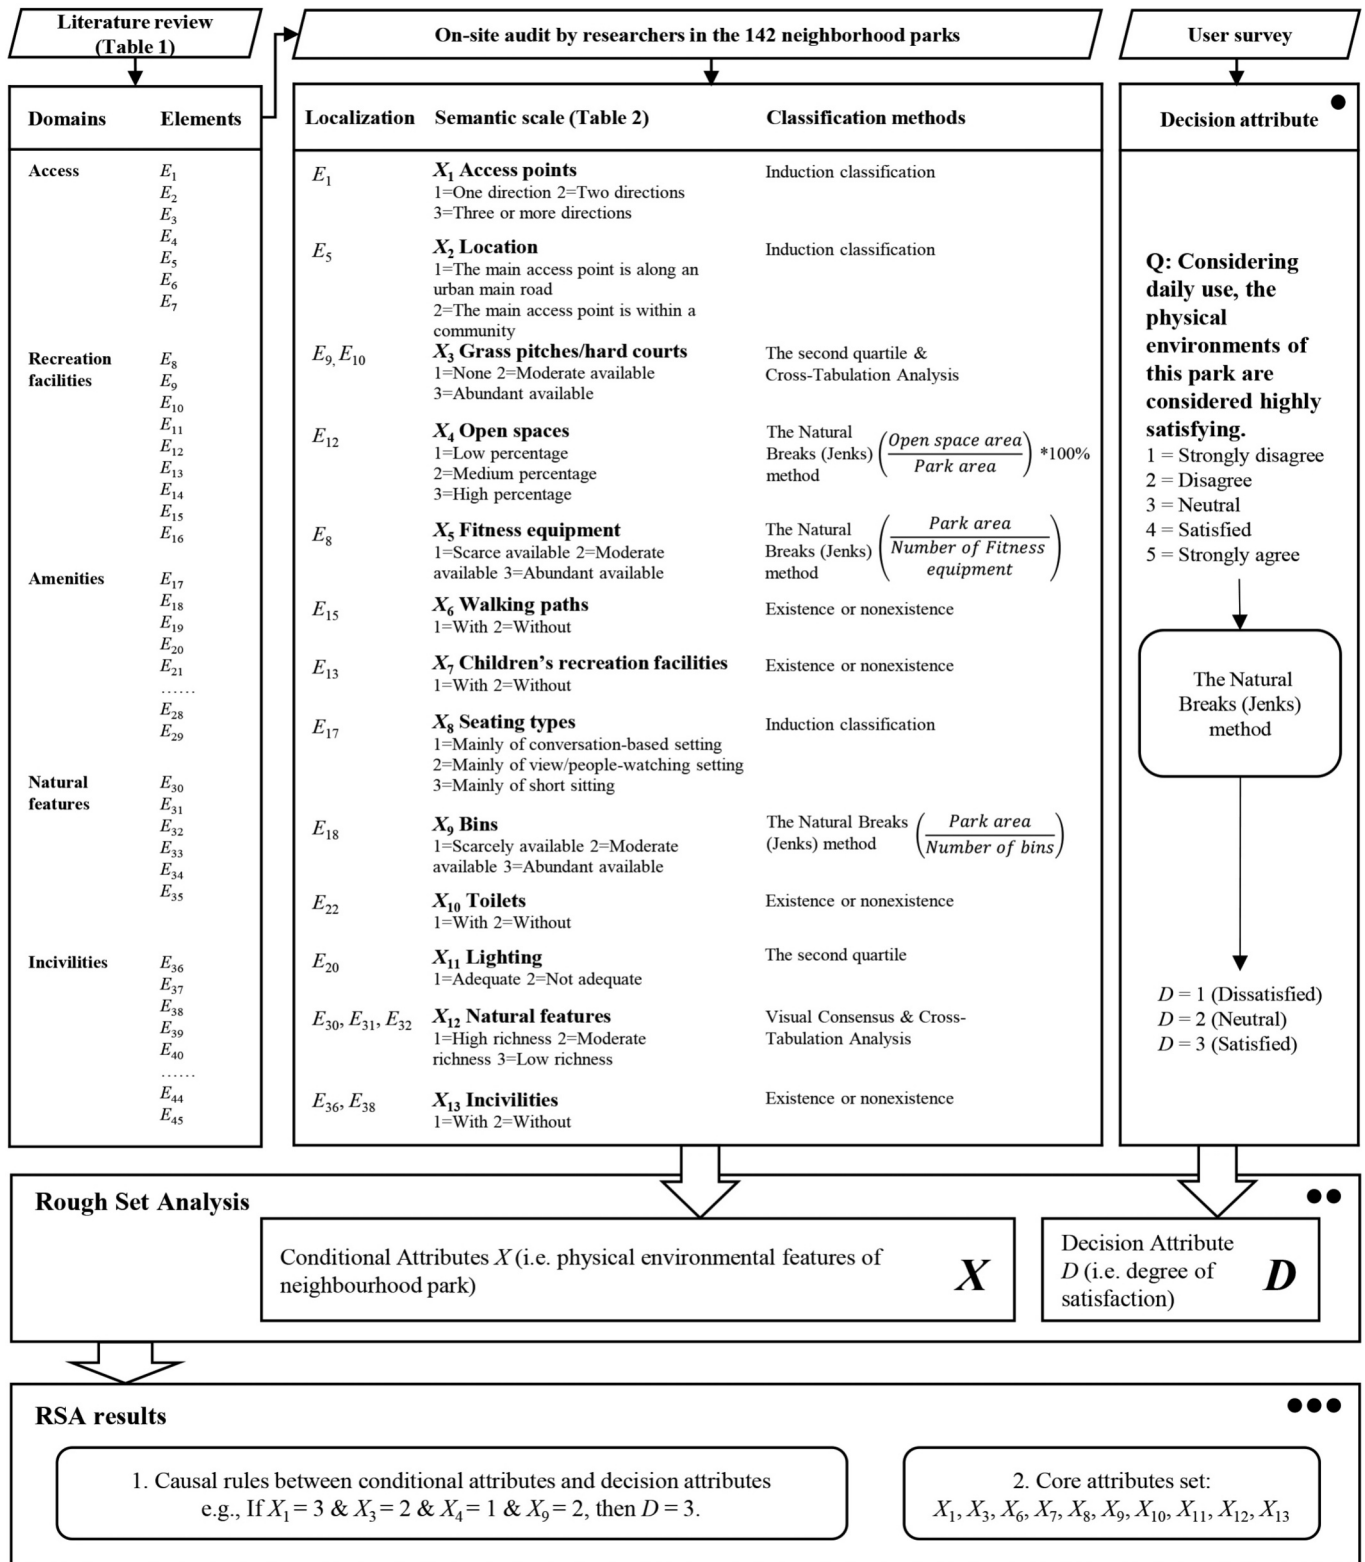 Literature review
(Table 1)
On-site audit by researchers in the 142 neighborhood parks
User survey
Domains Elements
Access
E₁
E₂
E₃
E₄
E₅
E₆
E₇
Recreation
facilities
E₈
E₉
E₁₀
E₁₁
E₁₂
E₁₃
E₁₄
E₁₅
E₁₆
Amenities
E₁₇
E₁₈
E₁₉
E₂₀
E₂₁
......
E₂₈
E₂₉
Natural
features
E₃₀
E₃₁
E₃₂
E₃₃
E₃₄
E₃₅
Incivilities
E₃₆
E₃₇
E₃₈
E₃₉
E₄₀
......
E₄₄
E₄₅
Localization Semantic scale (Table 2) Classification methods
E₁ X₁ Access points Induction classification
1=One direction 2=Two directions
3=Three or more directions
E₅ X₂ Location Induction classification
1=The main access point is along an
urban main road
2=The main access point is within a
community
E₉, E₁₀ X₃ Grass pitches/hard courts The second quartile &
1=None 2=Moderate available Cross-Tabulation Analysis
3=Abundant available
E₁₂ X₄ Open spaces
1=Low percentage
2=Medium percentage
3=High percentage
The Natural
Breaks (Jenks)
method
(Open space area / Park area) *100%
E₈ X₅ Fitness equipment
1=Scarce available 2=Moderate
available 3=Abundant available
The Natural
Breaks (Jenks)
method
(Park area / Number of Fitness
equipment)
E₁₅ X₆ Walking paths Existence or nonexistence
1=With 2=Without
E₁₃ X₇ Children’s recreation facilities Existence or nonexistence
1=With 2=Without
E₁₇ X₈ Seating types Induction classification
1=Mainly of conversation-based setting
2=Mainly of view/people-watching setting
3=Mainly of short sitting
E₁₈ X₉ Bins
1=Scarcely available 2=Moderate
available 3=Abundant available
The Natural Breaks
(Jenks) method
(Park area / Number of bins)
E₂₂ X₁₀ Toilets Existence or nonexistence
1=With 2=Without
E₂₀ X₁₁ Lighting The second quartile
1=Adequate 2=Not adequate
E₃₀, E₃₁, E₃₂ X₁₂ Natural features Visual Consensus & Cross-
1=High richness 2=Moderate Tabulation Analysis
richness 3=Low richness
E₃₆, E₃₈ X₁₃ Incivilities Existence or nonexistence
1=With 2=Without
Decision attribute
Q: Considering
daily use, the
physical
environments of
this park are
considered highly
satisfying.
1 = Strongly disagree
2 = Disagree
3 = Neutral
4 = Satisfied
5 = Strongly agree
The Natural
Breaks (Jenks)
method
D = 1 (Dissatisfied)
D = 2 (Neutral)
D = 3 (Satisfied)
Rough Set Analysis
Conditional Attributes X (i.e. physical environmental features of
neighbourhood park)
X
Decision Attribute
D (i.e. degree of
satisfaction)
D
RSA results
1. Causal rules between conditional attributes and decision attributes
e.g., If X₁ = 3 & X₃ = 2 & X₄ = 1 & X₉ = 2, then D = 3.
2. Core attributes set:
X₁, X₃, X₆, X₇, X₈, X₉, X₁₀, X₁₁, X₁₂, X₁₃